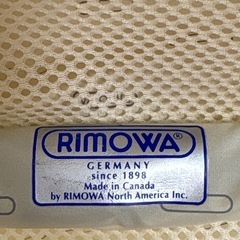 RIMOWA®
GERMANY
since 1898
Made in Canada
by RIMOWA North America Inc.